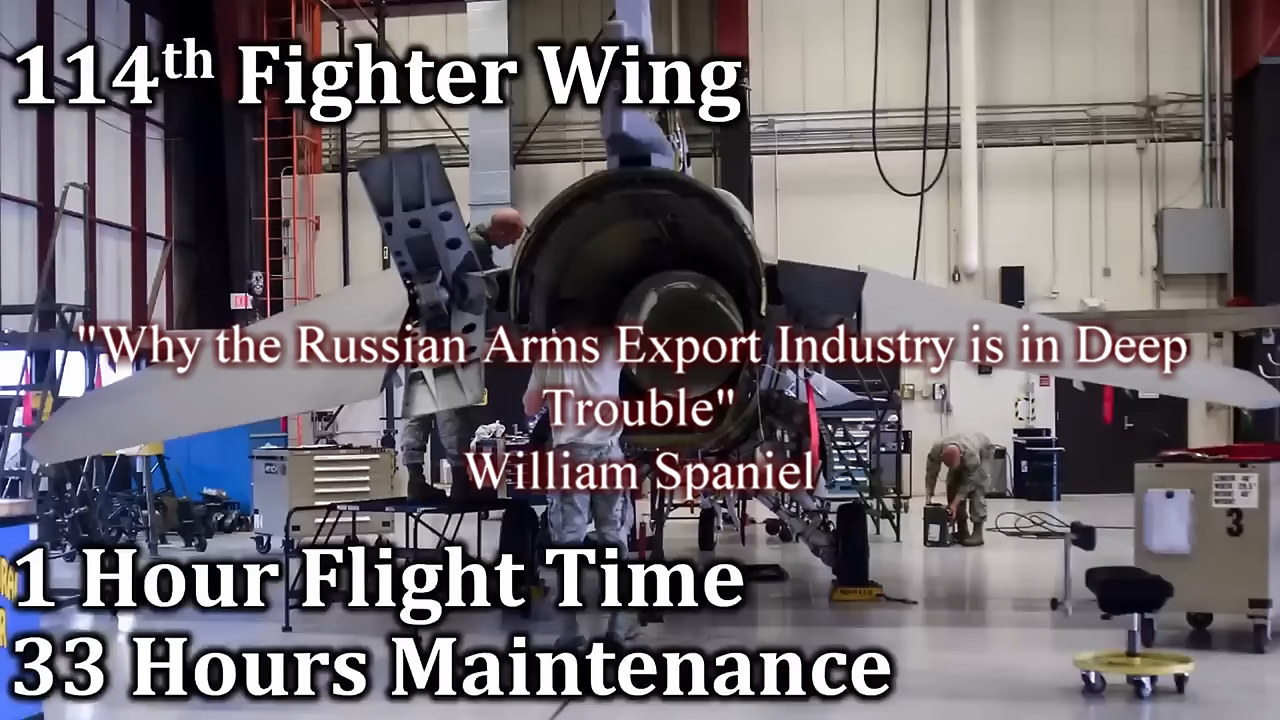 114th Fighter Wing
"Why the Russian Arms Export Industry is in Deep
Trouble"
William Spaniel
3
1 Hour Flight Time
33 Hours Maintenance